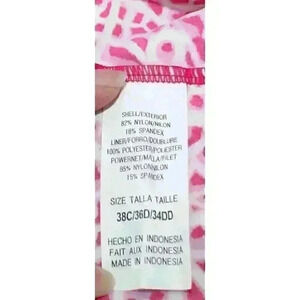 SHELL/EXTERIOR
82% NYLON/NILON
18% SPANDEX
LINER/FORRO/DOUBLURE
100% POLYESTER/POLIESTER
POWERNET/MALLA/FILET
85% NYLON/NILON
15% SPANDEX
SIZE TALLA TAILLE
38C/36D/34DD
HECHO EN INDONESIA
FAIT AUX INDONESIA
MADE IN INDONESIA